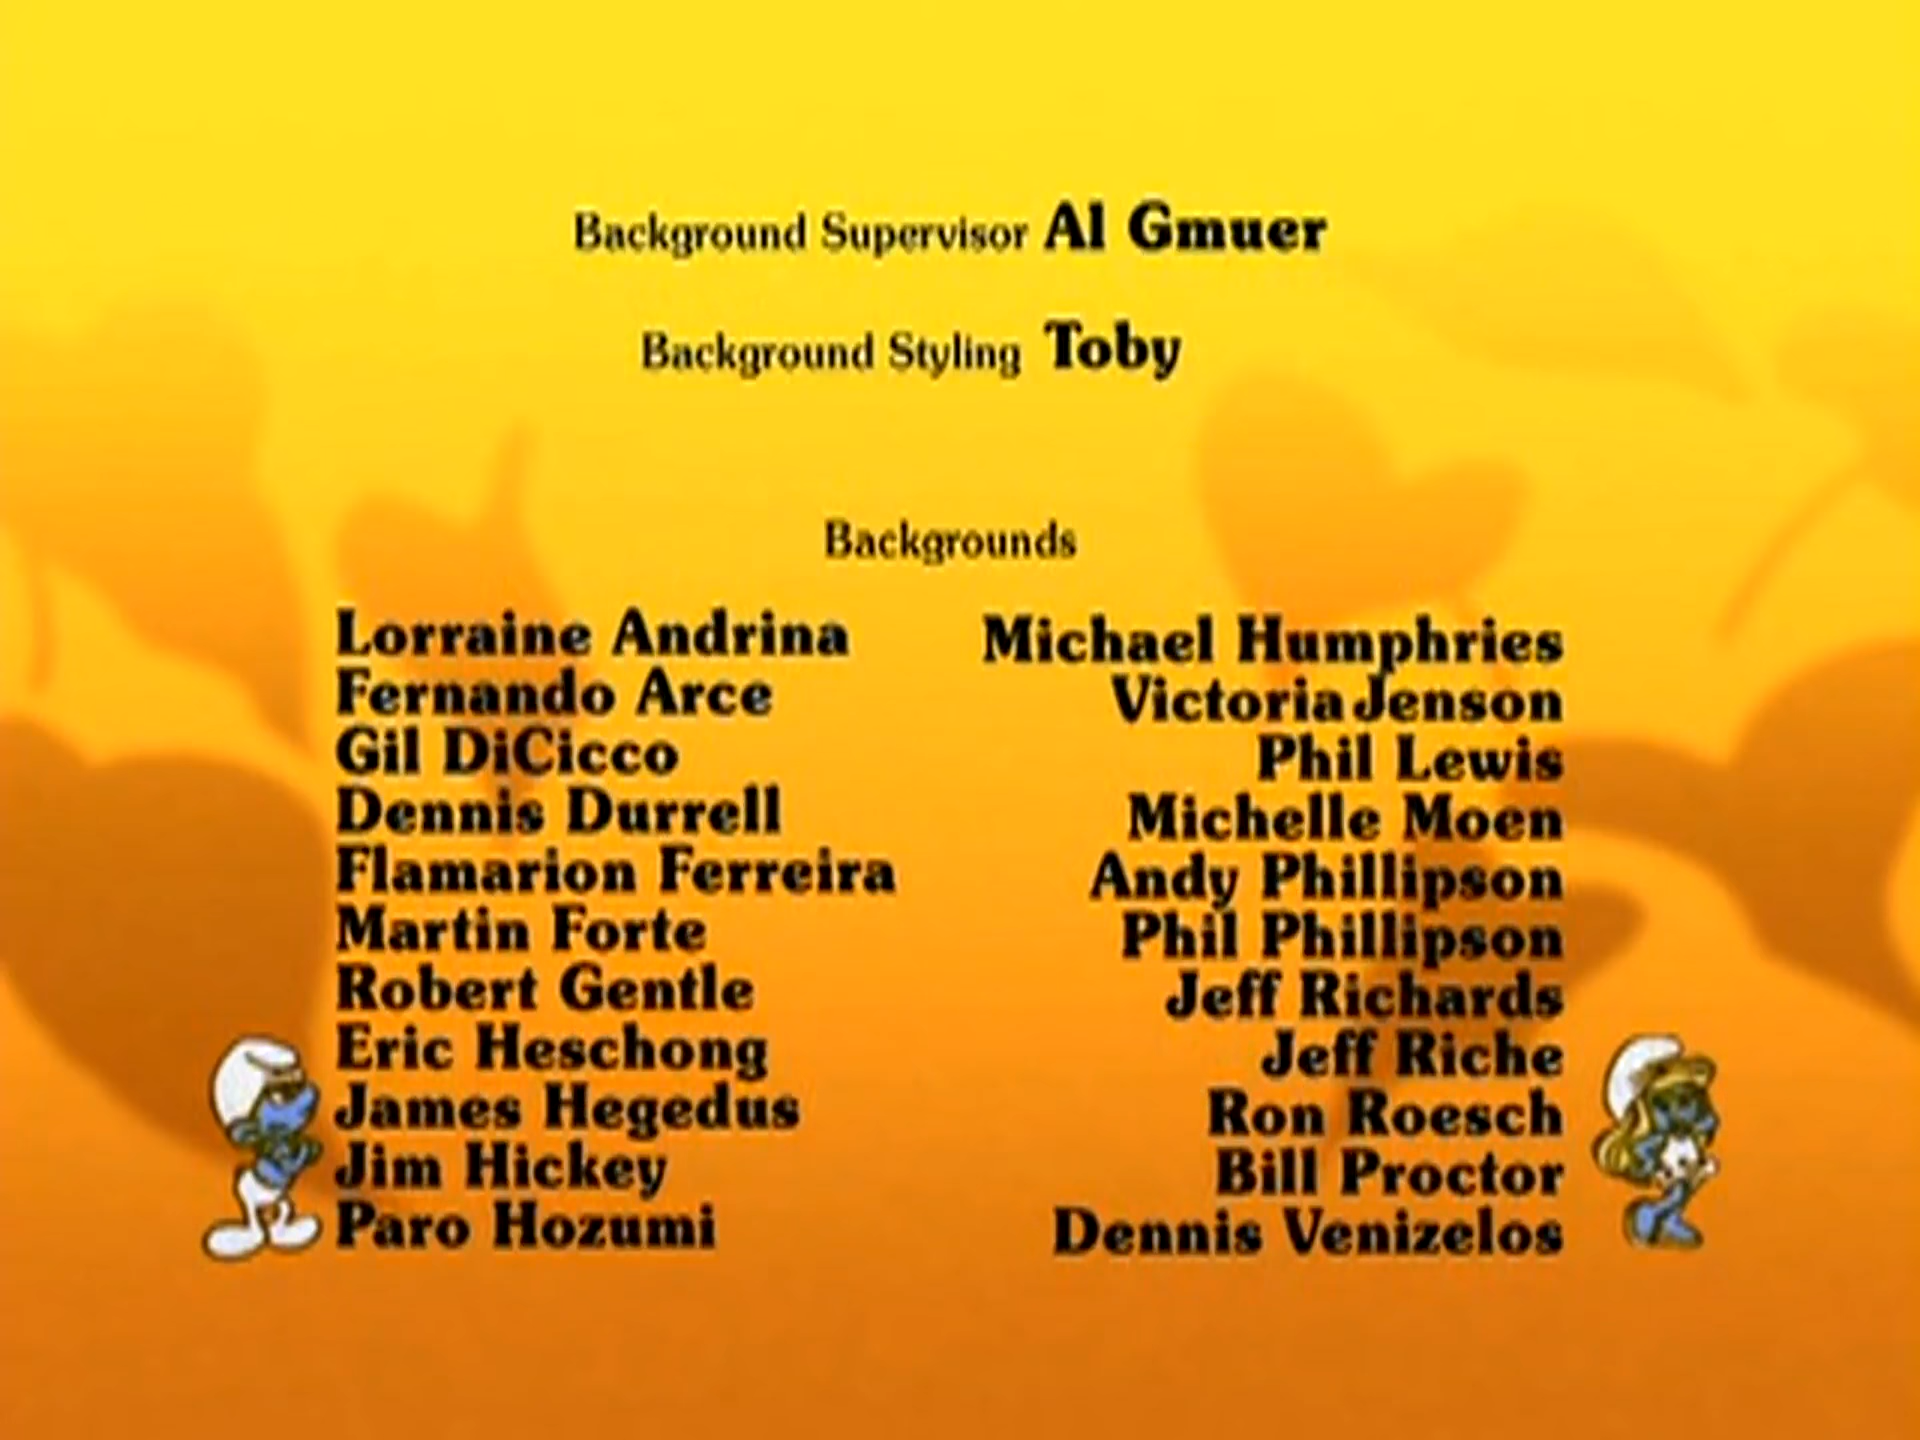 Background Supervisor Al Gmuer
Background Styling Toby
Backgrounds
Lorraine Andrina
Fernando Arce
Gil DiCicco
Dennis Durrell
Flamarion Ferreira
Martin Forte
Robert Gentle
Eric Heschong
James Hegedus
Jim Hickey
Paro Hozumi
Michael Humphries
Victoria Jenson
Phil Lewis
Michelle Moen
Andy Phillipson
Phil Phillipson
Jeff Richards
Jeff Riche
Ron Roesch
Bill Proctor
Dennis Venizelos